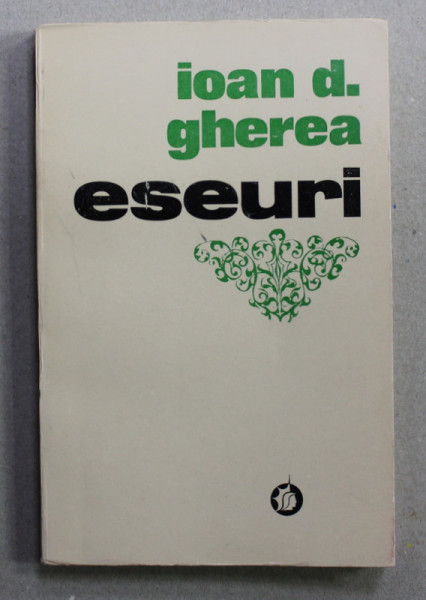 ioan d.
gherea
eseuri